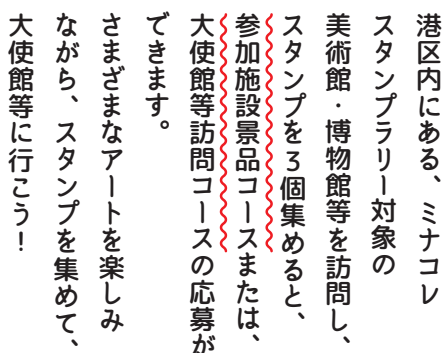 港区内にある、ミナコレ
スタンプラリー対象の
美術館・博物館等を訪問し、
スタンプを3個集めると、
参加施設景品コースまたは、
大使館等訪問コースの応募が
できます。
さまざまなアートを楽しみ
ながら、スタンプを集めて、
大使館等に行こう！